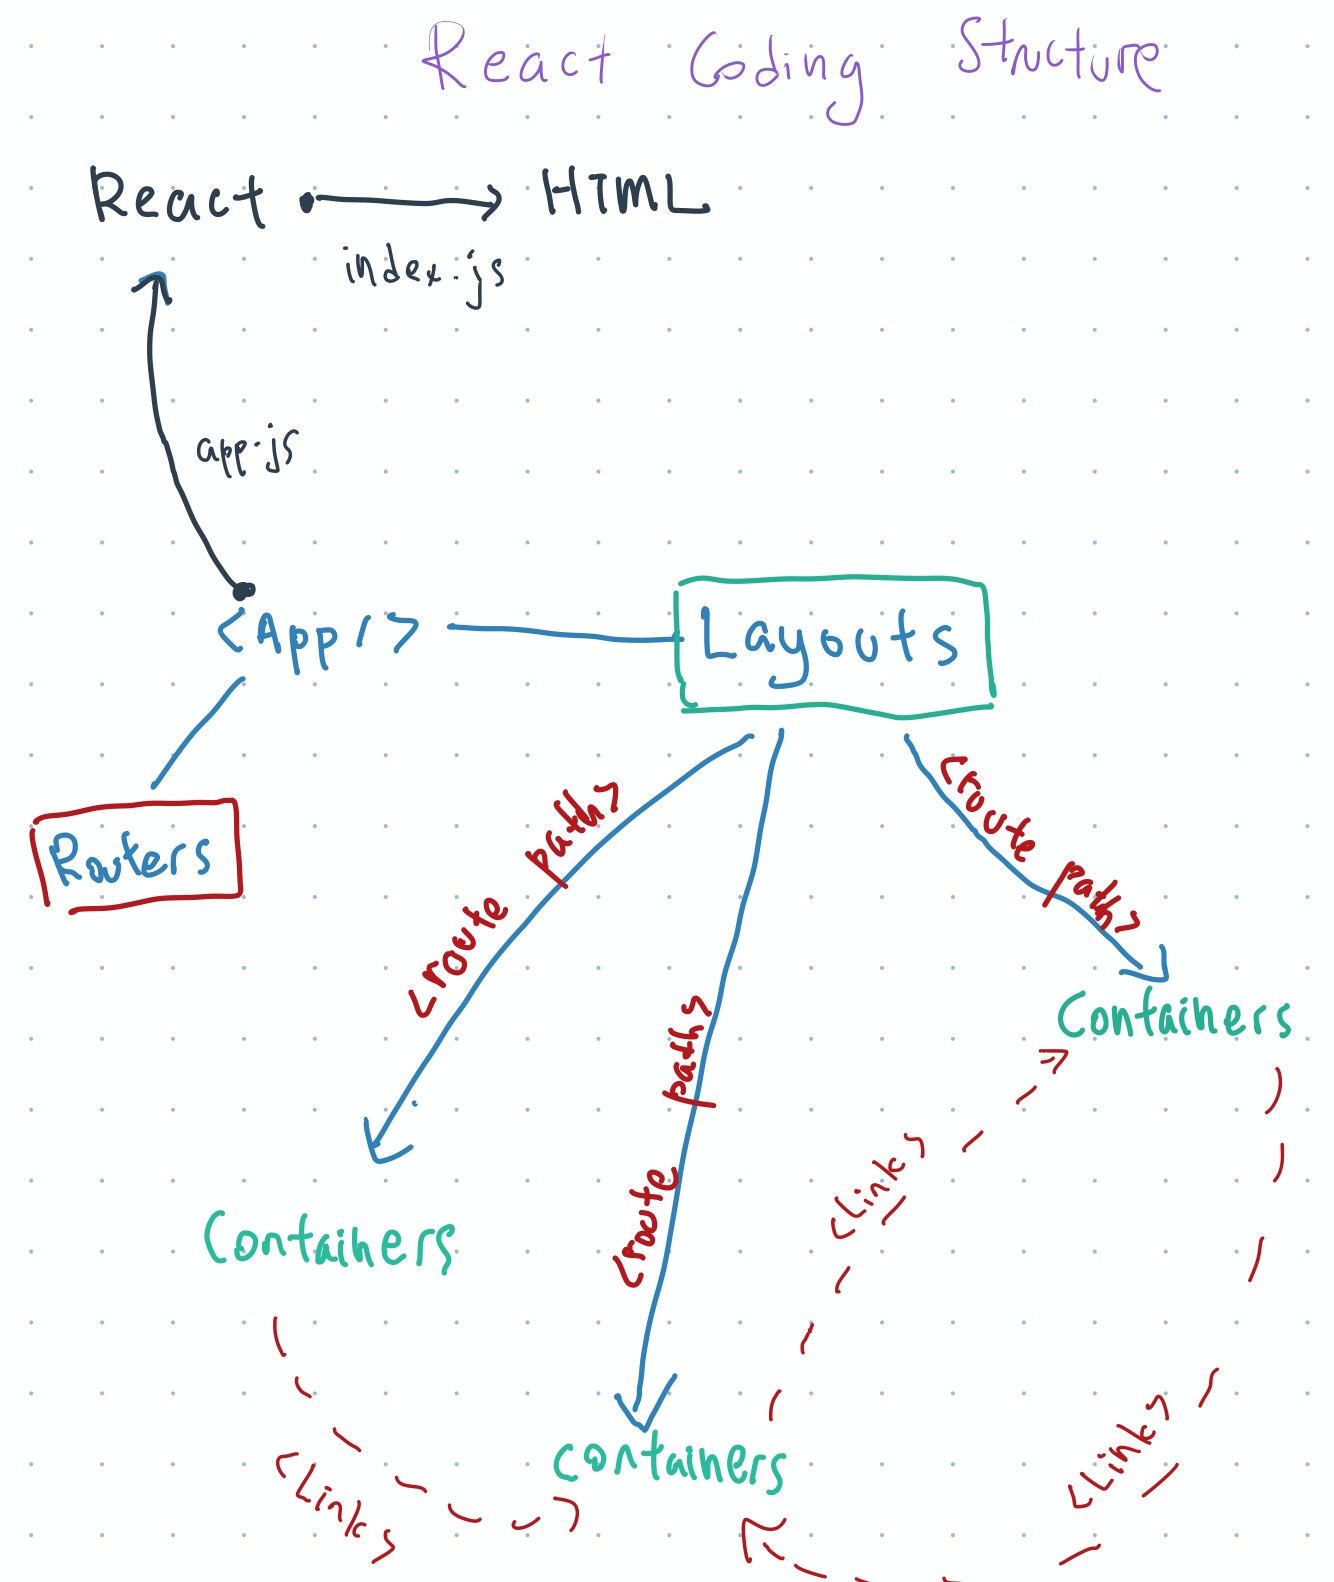 React Coding Structure
React
HTML
index.js
app.js
<App/>
Layouts
Routers
<route path>
<route path>
<route path>
Containers
<Link>
Containers
containers
<Link>
<Link>